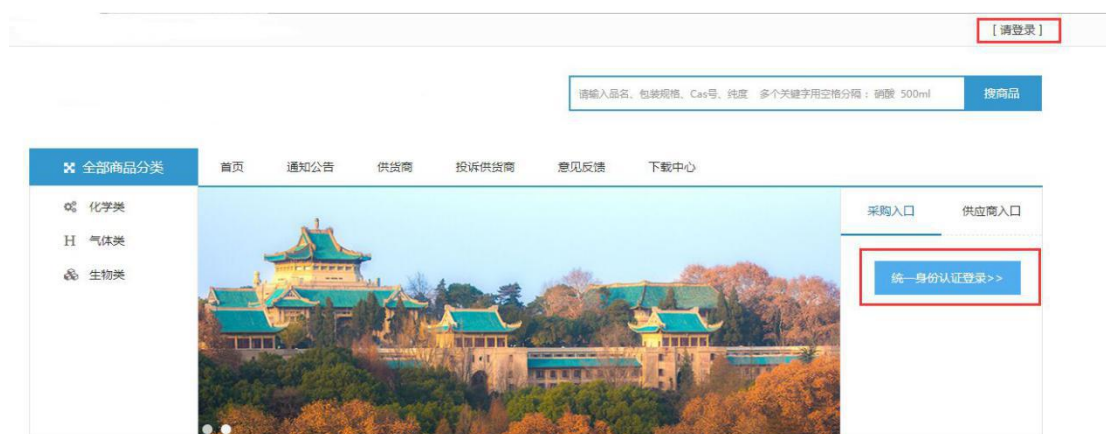 [ 请登录 ]
请输入品名、包装规格、Cas号、纯度 多个关键字用空格分隔：硝酸 500ml 搜商品
全部商品分类 首页 通知公告 供货商 投诉供货商 意见反馈 下载中心
化学类 采购入口 供应商入口
H 气体类
生物类 统一身份认证登录>>